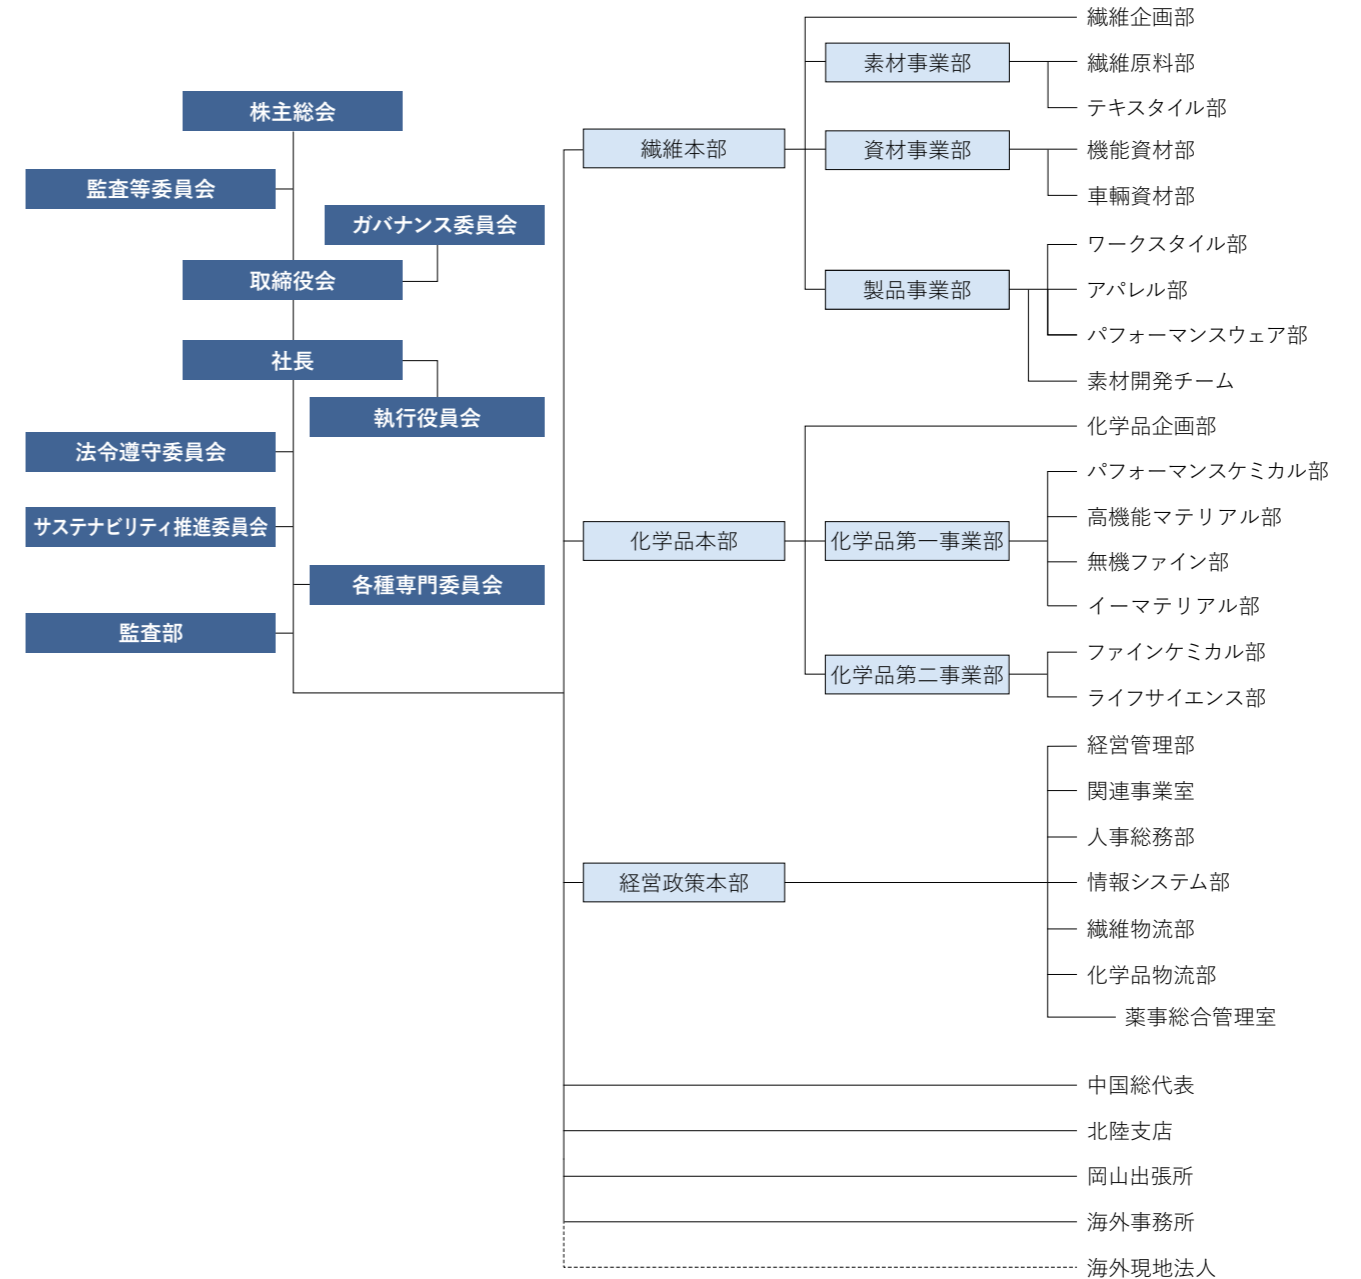 株主総会
監査等委員会
ガバナンス委員会
取締役会
社長
執行役員会
法令遵守委員会
サステナビリティ推進委員会
各種専門委員会
監査部
繊維本部
繊維企画部
素材事業部
繊維原料部
テキスタイル部
資材事業部
機能資材部
車輌資材部
製品事業部
ワークスタイル部
アパレル部
パフォーマンスウェア部
素材開発チーム
化学品本部
化学品企画部
化学品第一事業部
パフォーマンスケミカル部
高機能マテリアル部
無機ファイン部
イーマテリアル部
化学品第二事業部
ファインケミカル部
ライフサイエンス部
経営政策本部
経営管理部
関連事業室
人事総務部
情報システム部
繊維物流部
化学品物流部
薬事総合管理室
中国総代表
北陸支店
岡山出張所
海外事務所
海外現地法人